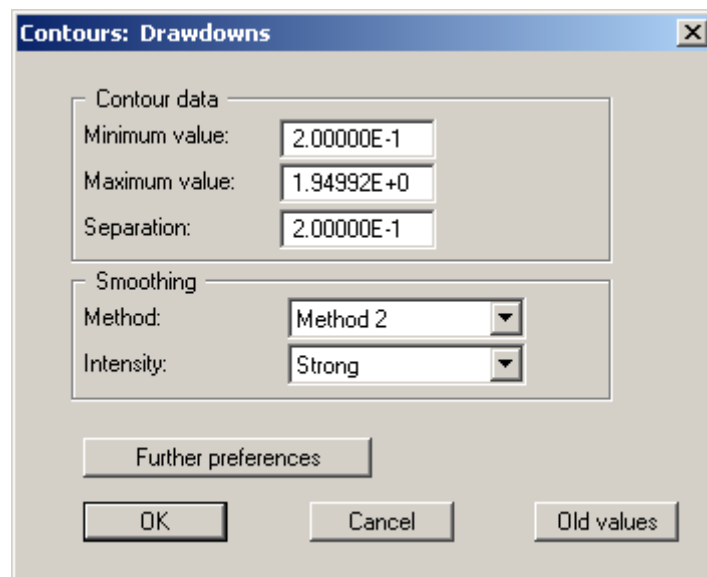 Contours: Drawdowns
Contour data
Minimum value: 2.00000E-1
Maximum value: 1.94992E+0
Separation: 2.00000E-1
Smoothing
Method: Method 2
Intensity: Strong
Further preferences
OK Cancel Old values